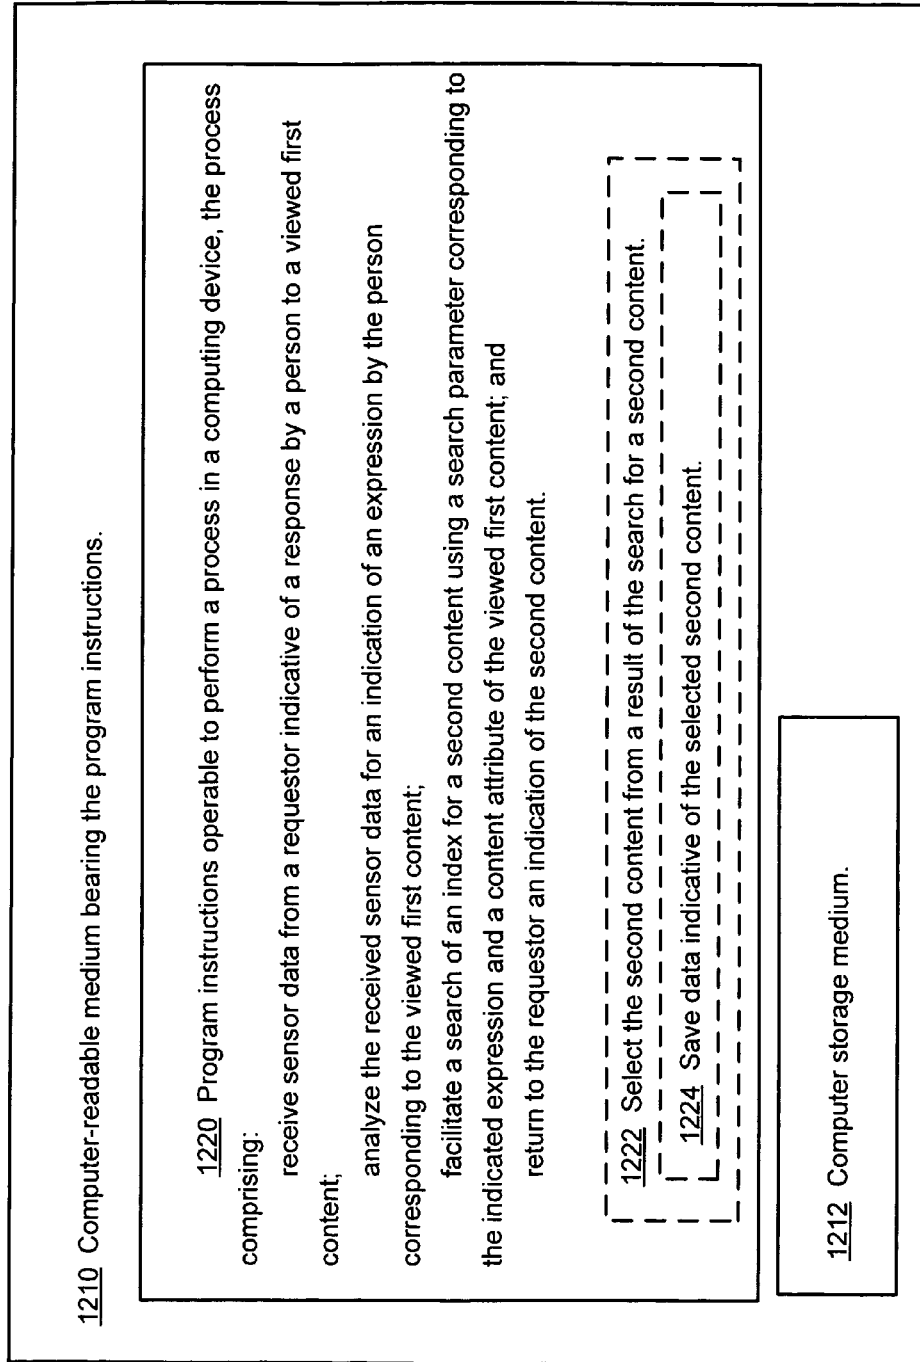 1210 Computer-readable medium bearing the program instructions.
1220 Program instructions operable to perform a process in a computing device, the process
comprising:
receive sensor data from a requestor indicative of a response by a person to a viewed first
content;
analyze the received sensor data for an indication of an expression by the person
corresponding to the viewed first content;
facilitate a search of an index for a second content using a search parameter corresponding to
the indicated expression and a content attribute of the viewed first content; and
return to the requestor an indication of the second content.
1222 Select the second content from a result of the search for a second content.
1224 Save data indicative of the selected second content.
1212 Computer storage medium.